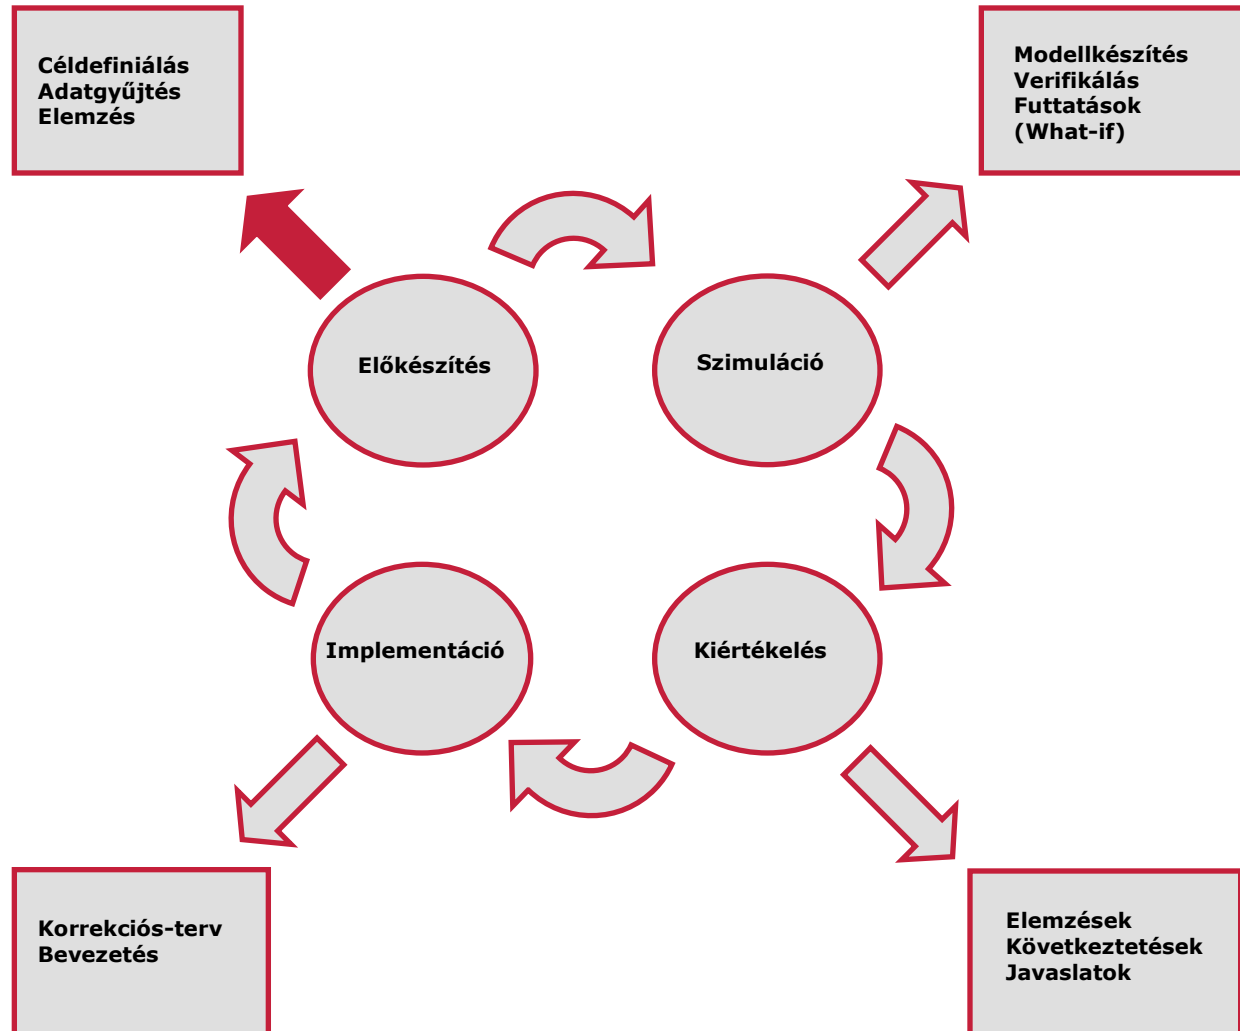 Céldefiniálás
Adatgyűjtés
Elemzés
Modellkészítés
Verifikálás
Futtatások
(What-if)
Előkészítés
Szimuláció
Implementáció
Kiértékelés
Korrekciós-terv
Bevezetés
Elemzések
Következtetések
Javaslatok